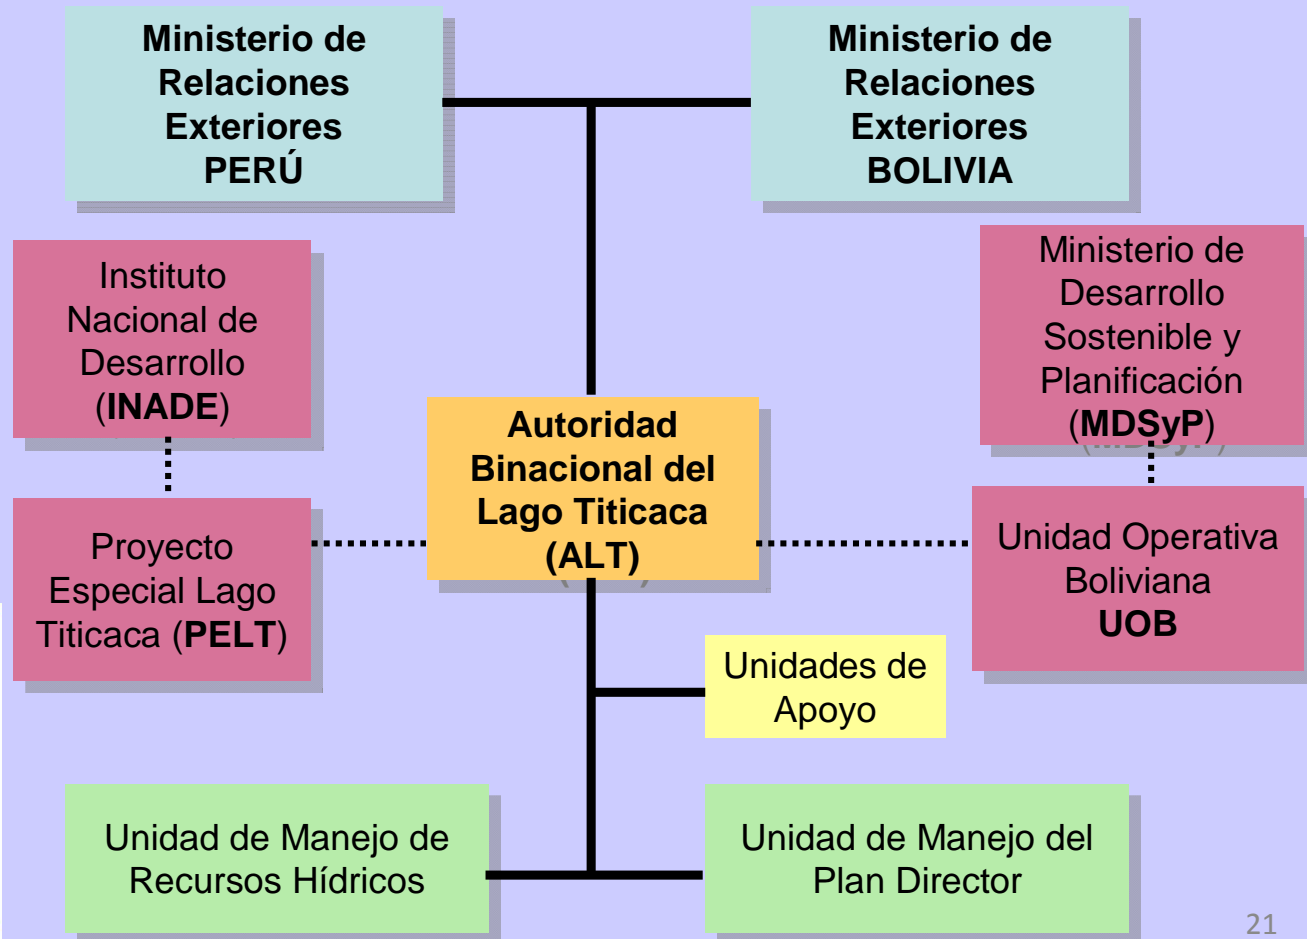 Ministerio de
Relaciones
Exteriores
PERÚ
Ministerio de
Relaciones
Exteriores
BOLIVIA
Instituto
Nacional de
Desarrollo
(INADE)
Ministerio de
Desarrollo
Sostenible y
Planificación
(MDSyP)
Autoridad
Binacional del
Lago Titicaca
(ALT)
Proyecto
Especial Lago
Titicaca (PELT)
Unidad Operativa
Boliviana
UOB
Unidades de
Apoyo
Unidad de Manejo de
Recursos Hídricos
Unidad de Manejo del
Plan Director
21